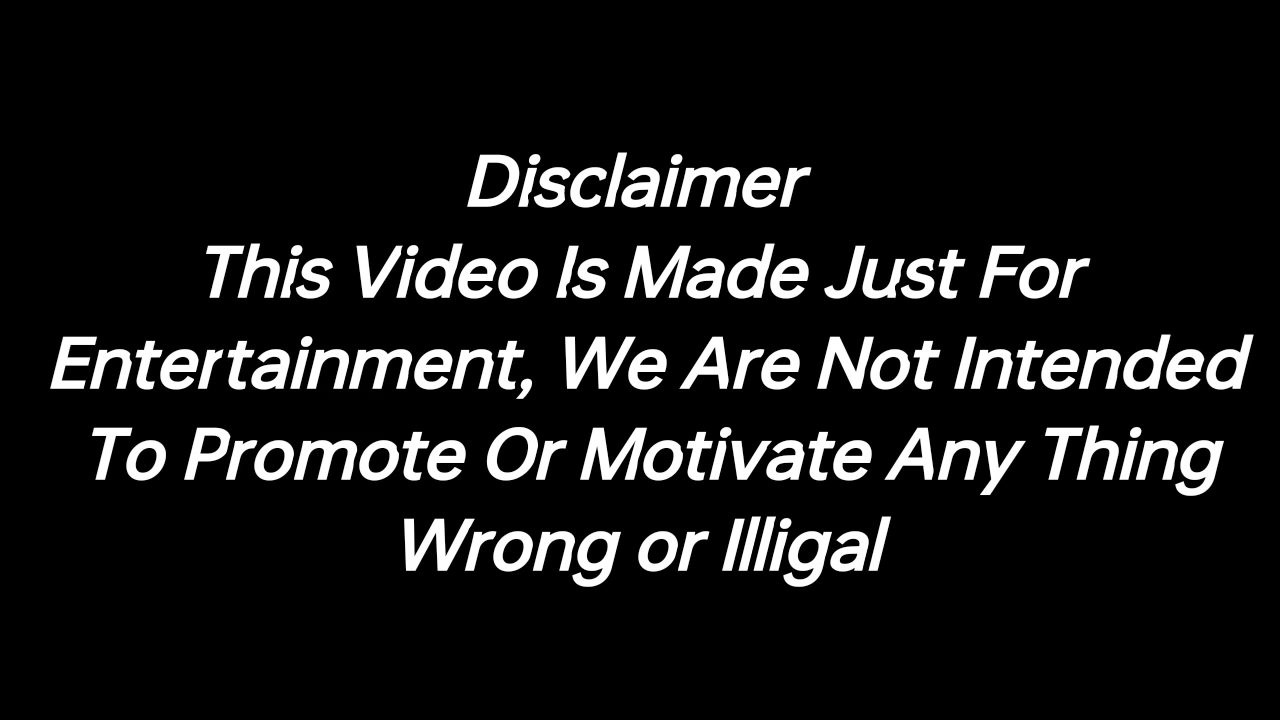 Disclaimer
This Video Is Made Just For
Entertainment, We Are Not Intended
To Promote Or Motivate Any Thing
Wrong or Illigal